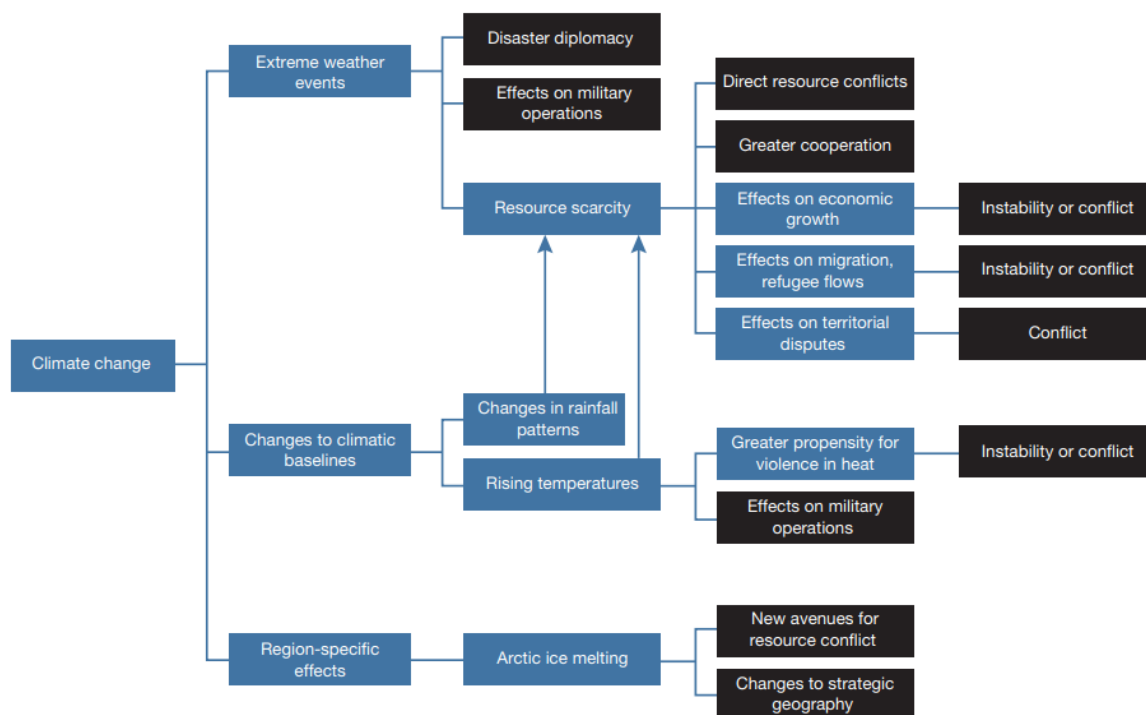 Disaster diplomacy
Extreme weather
events
Effects on military
operations
Direct resource conflicts
Greater cooperation
Resource scarcity
Effects on economic
growth
Instability or conflict
Effects on migration,
refugee flows
Instability or conflict
Effects on territorial
disputes
Conflict
Climate change
Changes in rainfall
patterns
Changes to climatic
baselines
Rising temperatures
Greater propensity for
violence in heat
Instability or conflict
Effects on military
operations
Region-specific
effects
Arctic ice melting
New avenues for
resource conflict
Changes to strategic
geography